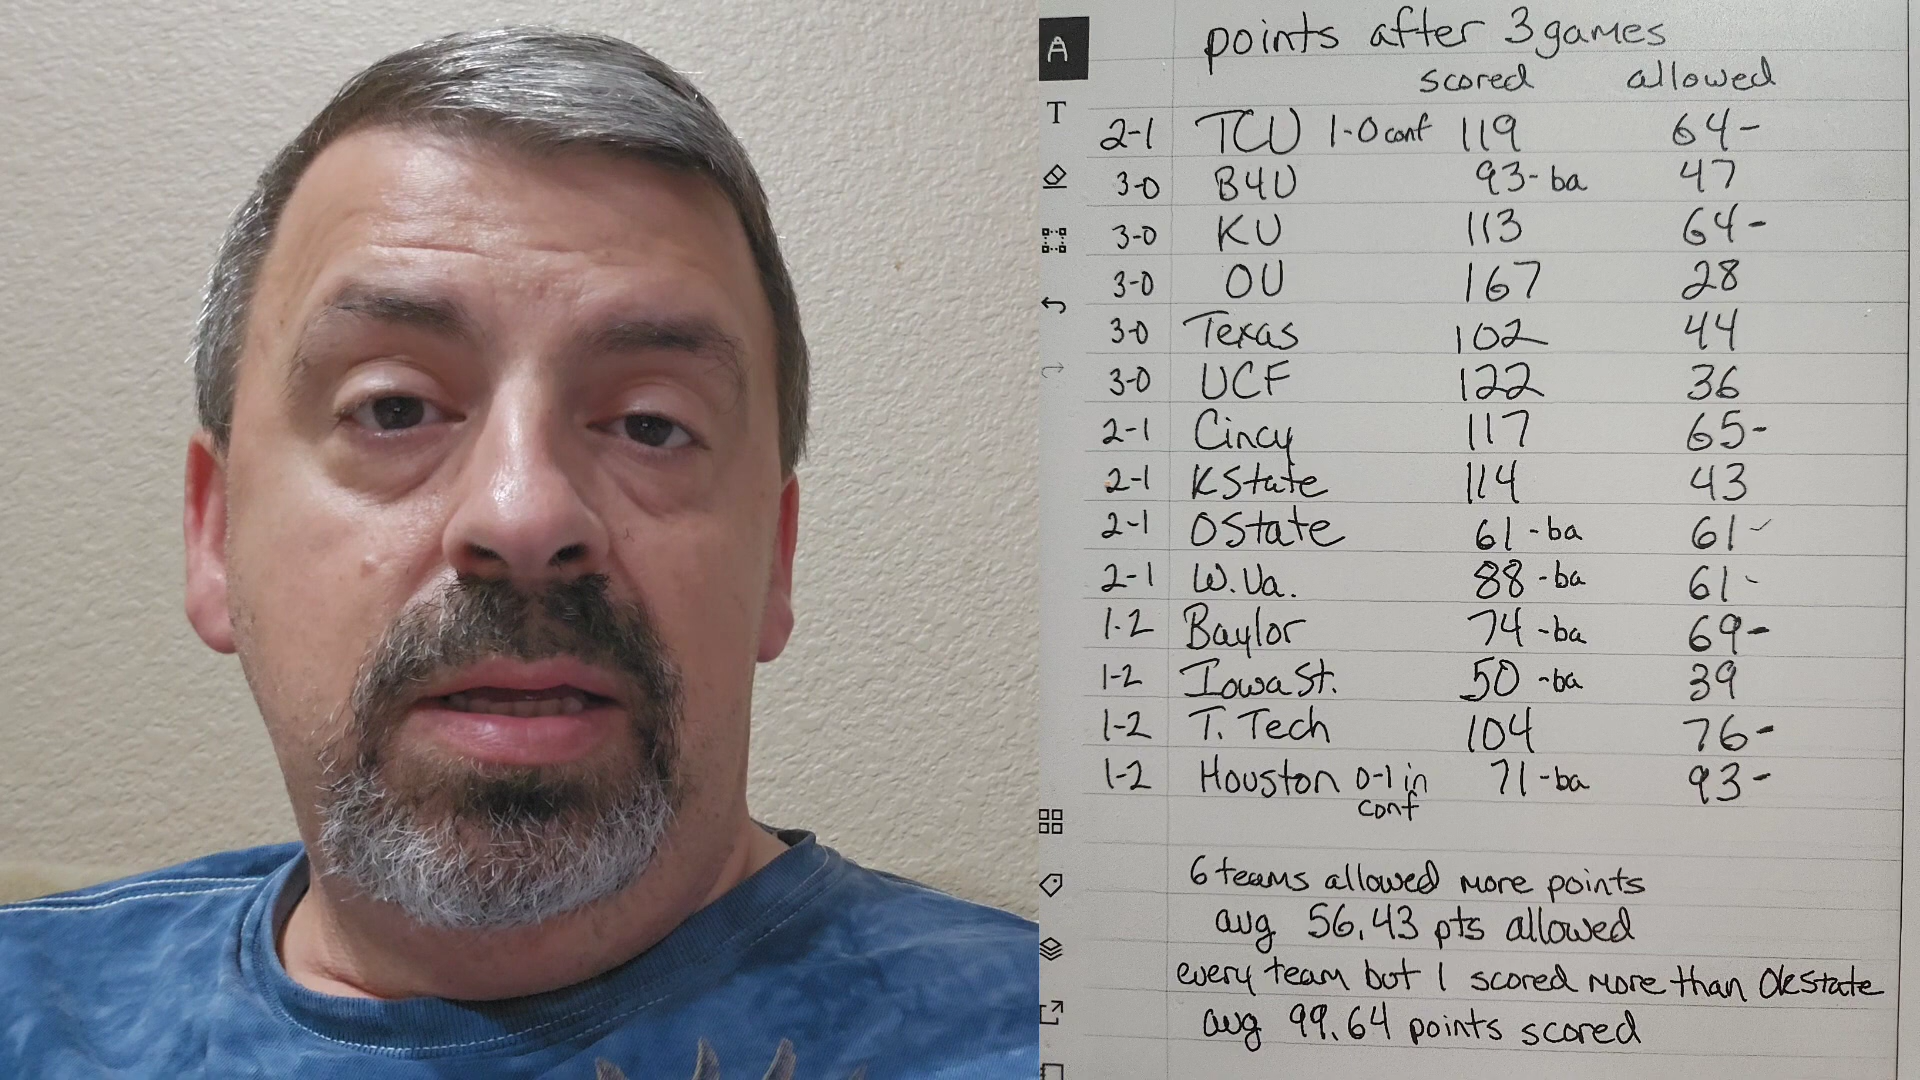 A
T
points after 3 games
scored allowed
2-1 TCU 1-0 conf 119 64-
3-0 BYU 93-ba 47
3-0 KU 113 64-
3-0 OU 167 28
3-0 Texas 102 44
3-0 UCF 122 36
2-1 Cincy 117 65-
2-1 KState 114 43
2-1 OState 61-ba 61-
2-1 W.Va. 88-ba 61-
1-2 Baylor 74-ba 69-
1-2 Iowa St. 50-ba 39
1-2 T. Tech 104 76-
1-2 Houston 0-1 in 71-ba 93-
conf
6 teams allowed more points
avg 56.43 pts allowed
every team but 1 scored more than OkState
avg 99.64 points scored